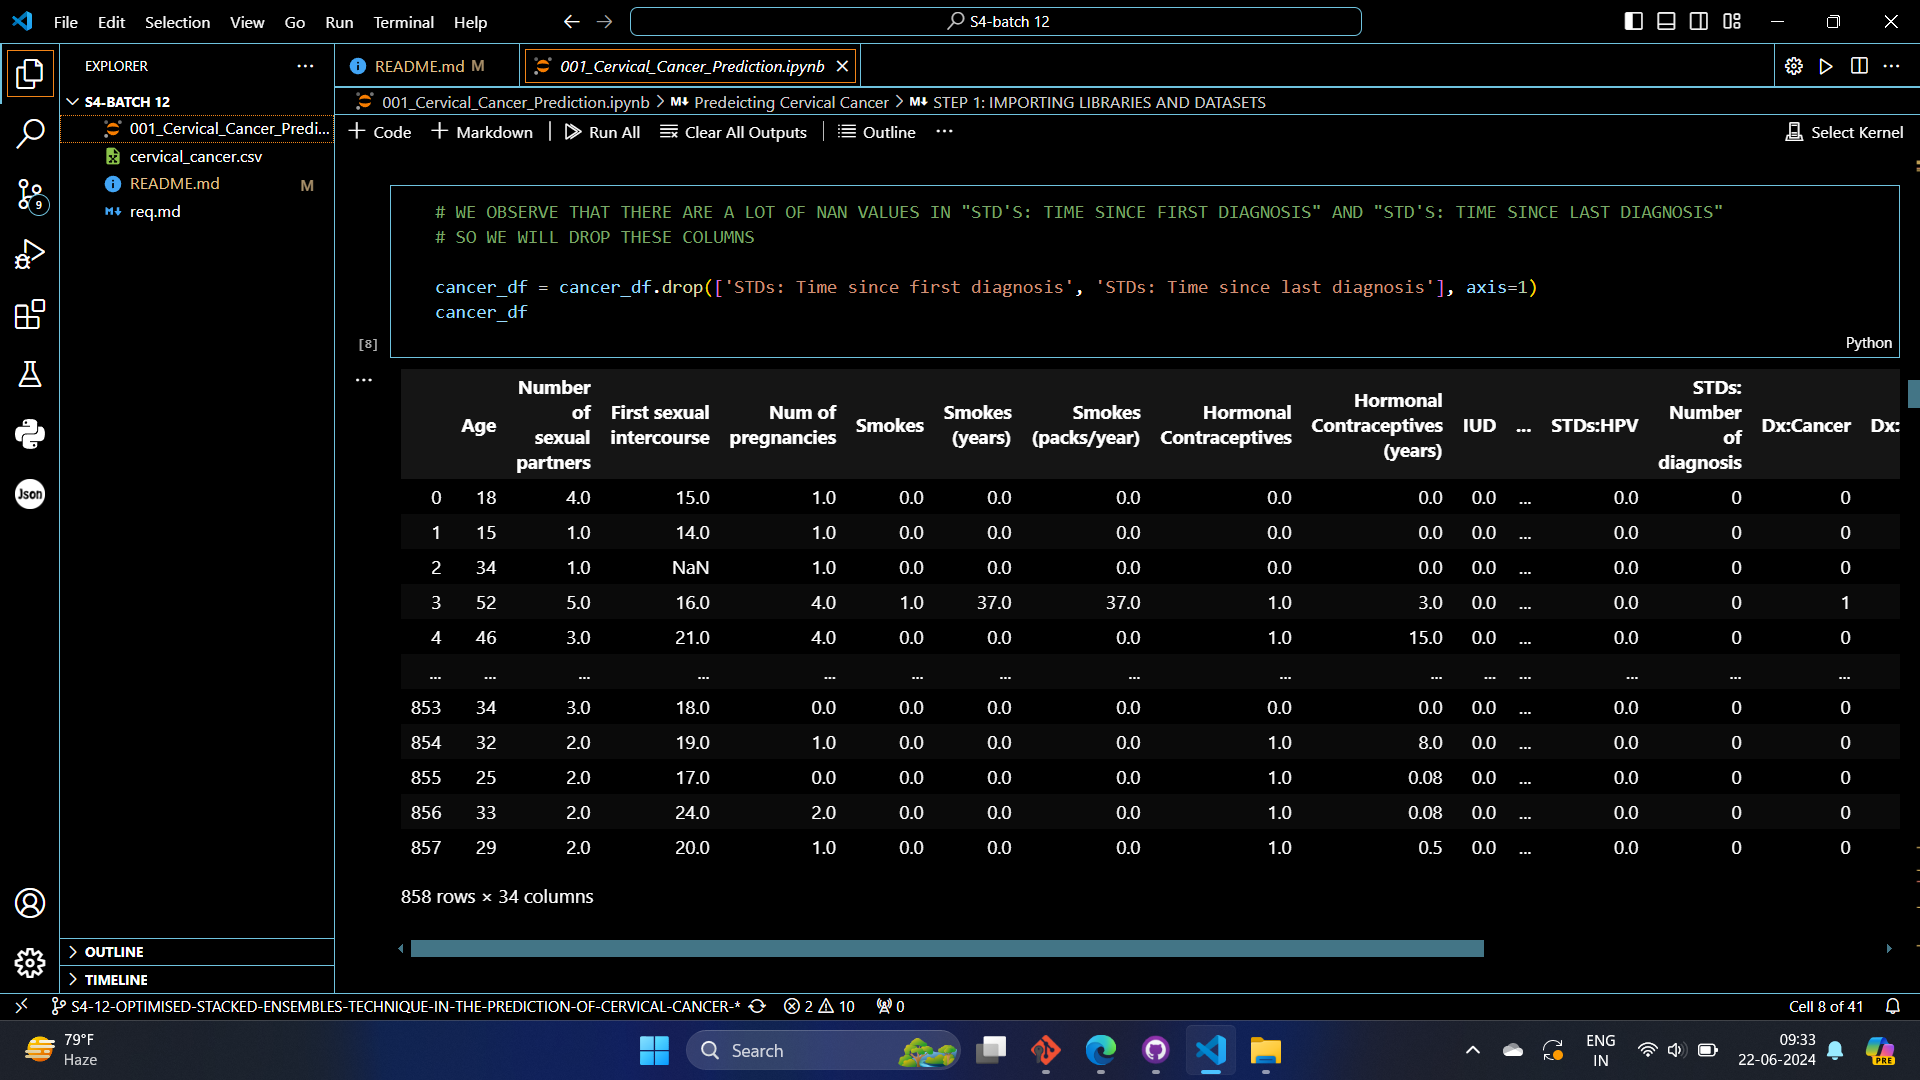 File Edit Selection View Go Run Terminal Help
S4-batch 12
EXPLORER
S4-BATCH 12
001_Cervical_Cancer_Predi...
cervical_cancer.csv
README.md M
req.md
OUTLINE
TIMELINE
9
Json
README.md M
001_Cervical_Cancer_Prediction.ipynb
001_Cervical_Cancer_Prediction.ipynb > M↓ Predeicting Cervical Cancer > M↓ STEP 1: IMPORTING LIBRARIES AND DATASETS
+ Code + Markdown Run All Clear All Outputs Outline ... Select Kernel
# WE OBSERVE THAT THERE ARE A LOT OF NAN VALUES IN "STD'S: TIME SINCE FIRST DIAGNOSIS" AND "STD'S: TIME SINCE LAST DIAGNOSIS"
# SO WE WILL DROP THESE COLUMNS
cancer_df = cancer_df.drop(['STDs: Time since first diagnosis', 'STDs: Time since last diagnosis'], axis=1)
cancer_df
[8]
Python
...
Age Number of sexual partners First sexual intercourse Num of pregnancies Smokes Smokes (years) Smokes (packs/year) Hormonal Contraceptives Hormonal Contraceptives (years) IUD ... STDs:HPV STDs: Number of diagnosis Dx:Cancer Dx:
0 18 4.0 15.0 1.0 0.0 0.0 0.0 0.0 0.0 0.0 ... 0.0 0 0
1 15 1.0 14.0 1.0 0.0 0.0 0.0 0.0 0.0 0.0 ... 0.0 0 0
2 34 1.0 NaN 1.0 0.0 0.0 0.0 0.0 0.0 0.0 ... 0.0 0 0
3 52 5.0 16.0 4.0 1.0 37.0 37.0 1.0 3.0 0.0 ... 0.0 0 1
4 46 3.0 21.0 4.0 0.0 0.0 0.0 1.0 15.0 0.0 ... 0.0 0 0
... ... ... ... ... ... ... ... ... ... ... ... ... ... ...
853 34 3.0 18.0 0.0 0.0 0.0 0.0 0.0 0.0 0.0 ... 0.0 0 0
854 32 2.0 19.0 1.0 0.0 0.0 0.0 1.0 8.0 0.0 ... 0.0 0 0
855 25 2.0 17.0 0.0 0.0 0.0 0.0 1.0 0.08 0.0 ... 0.0 0 0
856 33 2.0 24.0 2.0 0.0 0.0 0.0 1.0 0.08 0.0 ... 0.0 0 0
857 29 2.0 20.0 1.0 0.0 0.0 0.0 1.0 0.5 0.0 ... 0.0 0 0
858 rows × 34 columns
S4-12-OPTIMISED-STACKED-ENSEMBLES-TECHNIQUE-IN-THE-PREDICTION-OF-CERVICAL-CANCER-* 2 10 0 Cell 8 of 41
79°F
Haze
Search
ENG
IN
09:33
22-06-2024
PRE